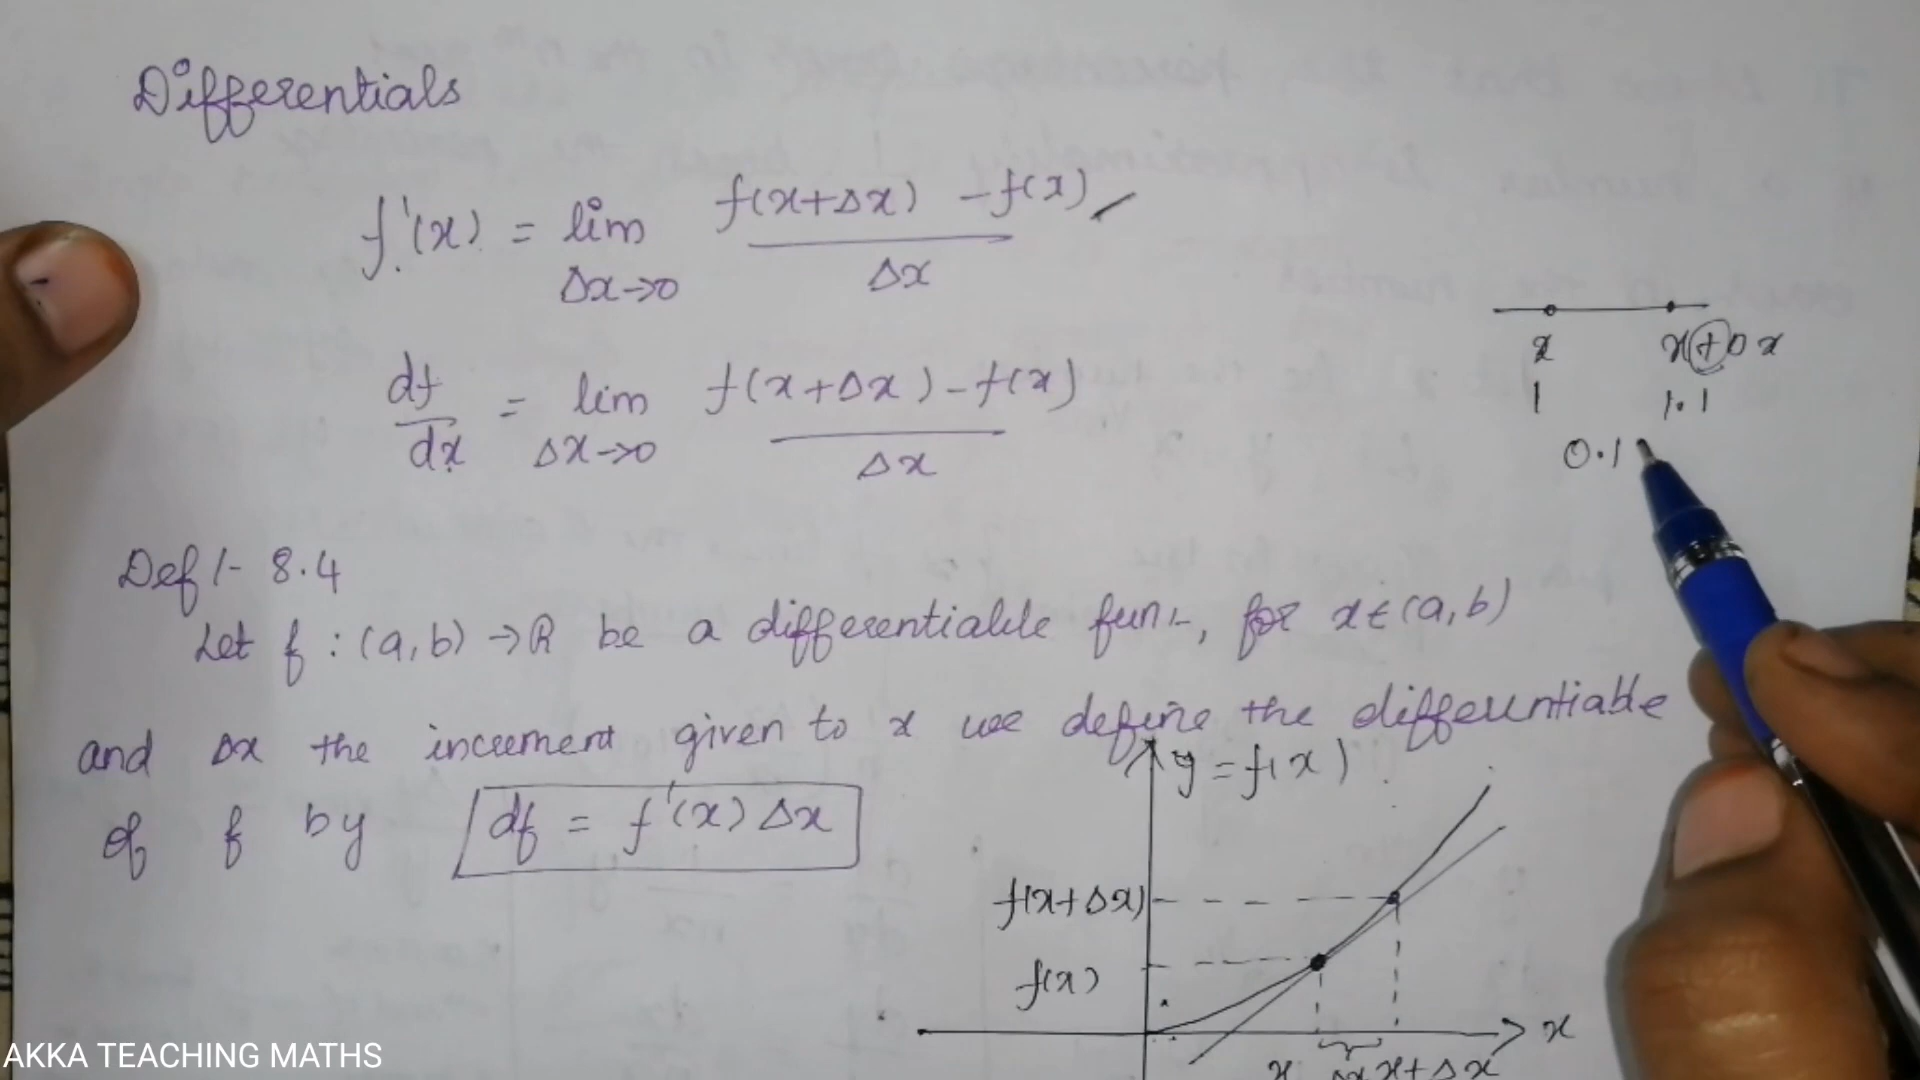 Differentials
f'(x) = lim f(x+Δx) - f(x)
Δx→0 Δx
df/dx = lim f(x+Δx) - f(x)
Δx→0 Δx
x x+Δx
1 1.1
0.1
Def 1- 8.4
Let f : (a,b) → R be a differentiable fun:-, for x ∈ (a,b)
and Δx the increment given to x we define the differentiable
of f by df = f'(x) Δx
y = f(x)
f(x+Δx)
f(x)
x
x Δx x+Δx
AKKA TEACHING MATHS